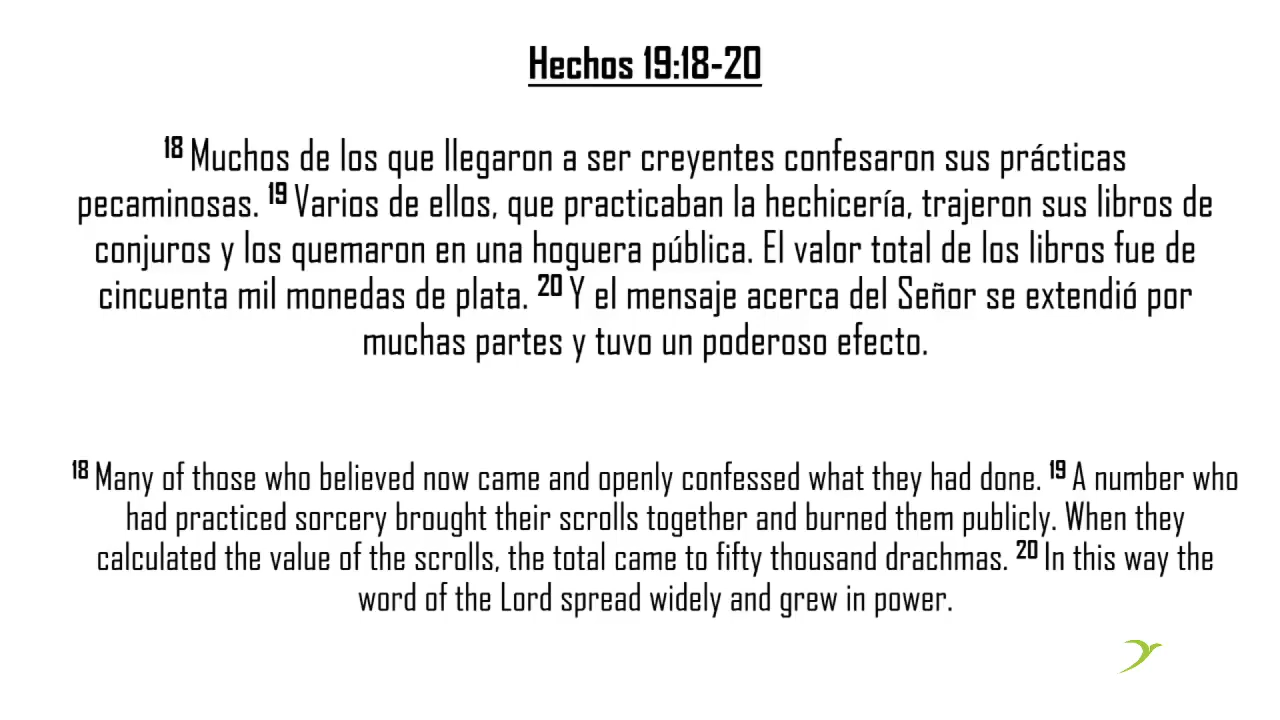 Hechos 19:18-20
18 Muchos de los que llegaron a ser creyentes confesaron sus prácticas
pecaminosas. 19 Varios de ellos, que practicaban la hechicería, trajeron sus libros de
conjuros y los quemaron en una hoguera pública. El valor total de los libros fue de
cincuenta mil monedas de plata. 20 Y el mensaje acerca del Señor se extendió por
muchas partes y tuvo un poderoso efecto.
18 Many of those who believed now came and openly confessed what they had done. 19 A number who
had practiced sorcery brought their scrolls together and burned them publicly. When they
calculated the value of the scrolls, the total came to fifty thousand drachmas. 20 In this way the
word of the Lord spread widely and grew in power.